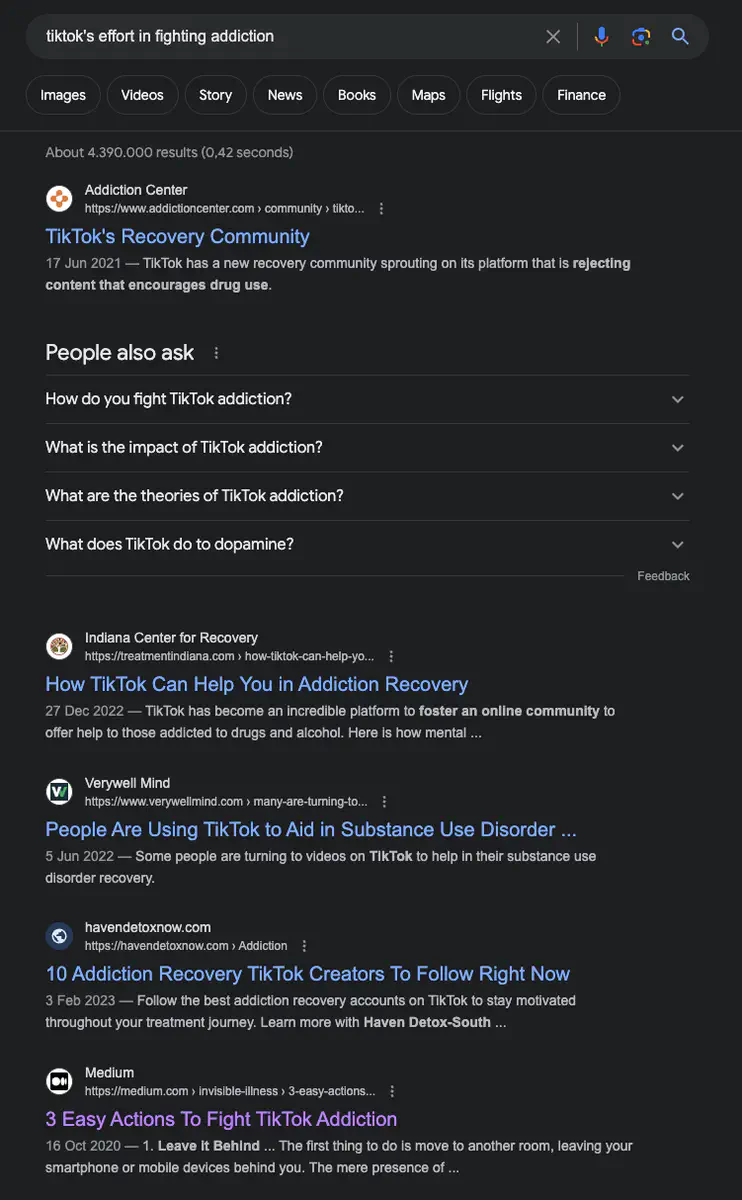 tiktok's effort in fighting addiction
Images Videos Story News Books Maps Flights Finance
About 4.390.000 results (0,42 seconds)
Addiction Center
https://www.addictioncenter.com › community › tikto...
TikTok's Recovery Community
17 Jun 2021 — TikTok has a new recovery community sprouting on its platform that is rejecting
content that encourages drug use.
People also ask
How do you fight TikTok addiction?
What is the impact of TikTok addiction?
What are the theories of TikTok addiction?
What does TikTok do to dopamine?
Feedback
Indiana Center for Recovery
https://treatmentindiana.com › how-tiktok-can-help-yo...
How TikTok Can Help You in Addiction Recovery
27 Dec 2022 — TikTok has become an incredible platform to foster an online community to
offer help to those addicted to drugs and alcohol. Here is how mental ...
Verywell Mind
https://www.verywellmind.com › many-are-turning-to...
People Are Using TikTok to Aid in Substance Use Disorder ...
5 Jun 2022 — Some people are turning to videos on TikTok to help in their substance use
disorder recovery.
havendetoxnow.com
https://havendetoxnow.com › Addiction
10 Addiction Recovery TikTok Creators To Follow Right Now
3 Feb 2023 — Follow the best addiction recovery accounts on TikTok to stay motivated
throughout your treatment journey. Learn more with Haven Detox-South ...
Medium
https://medium.com › invisible-illness › 3-easy-actions...
3 Easy Actions To Fight TikTok Addiction
16 Oct 2020 — 1. Leave it Behind ... The first thing to do is move to another room, leaving your
smartphone or mobile devices behind you. The mere presence of ...